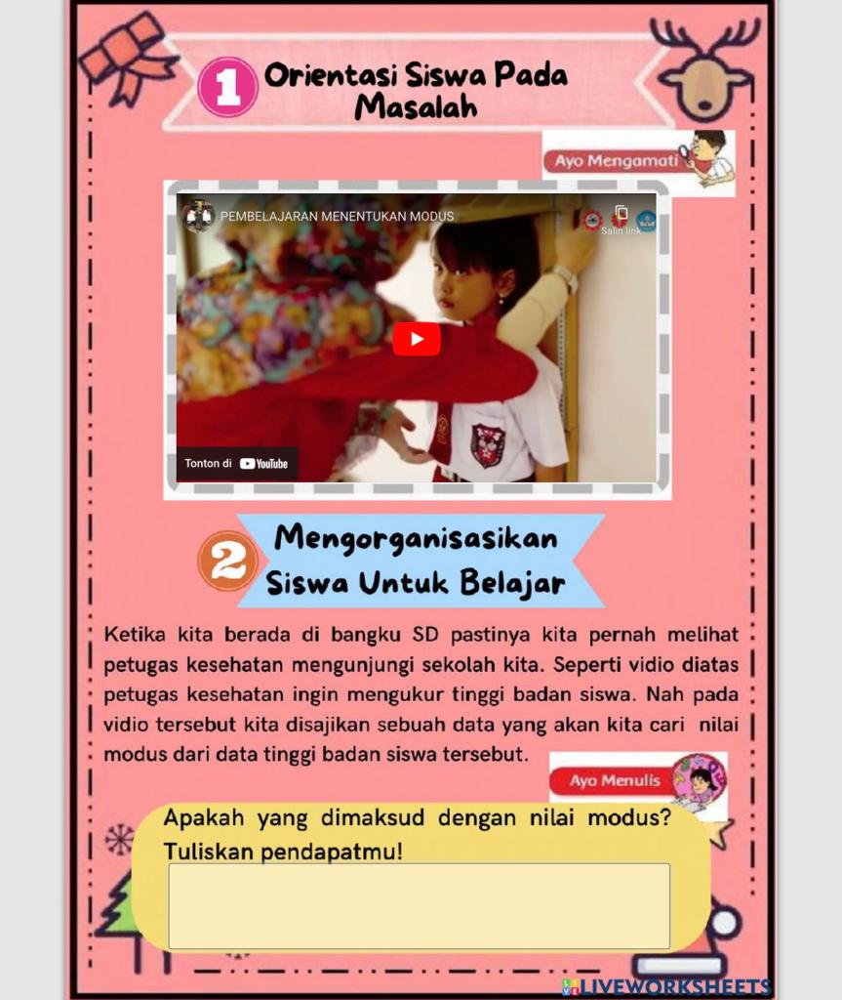 1
Orientasi Siswa Pada
Masalah
Ayo Mengamati
PEMBELAJARAN MENENTUKAN MODUS
Salin link
Tonton di YouTube
2
Mengorganisasikan
Siswa Untuk Belajar
Ketika kita berada di bangku SD pastinya kita pernah melihat
petugas kesehatan mengunjungi sekolah kita. Seperti vidio diatas
petugas kesehatan ingin mengukur tinggi badan siswa. Nah pada
vidio tersebut kita disajikan sebuah data yang akan kita cari nilai
modus dari data tinggi badan siswa tersebut.
Ayo Menulis
Apakah yang dimaksud dengan nilai modus?
Tuliskan pendapatmu!
LIVE LIVEWORKSHEETS